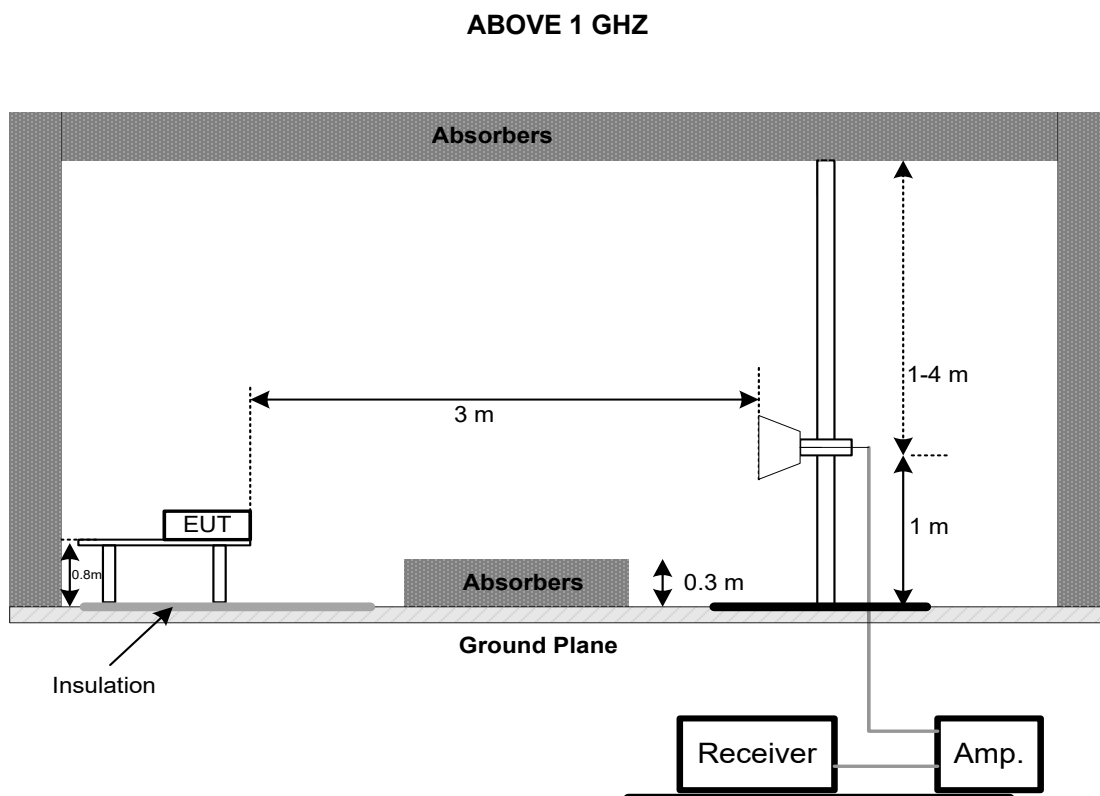 ABOVE 1 GHZ
Absorbers
1-4 m
3 m
EUT
1 m
0.8m
Absorbers
0.3 m
Ground Plane
Insulation
Receiver
Amp.